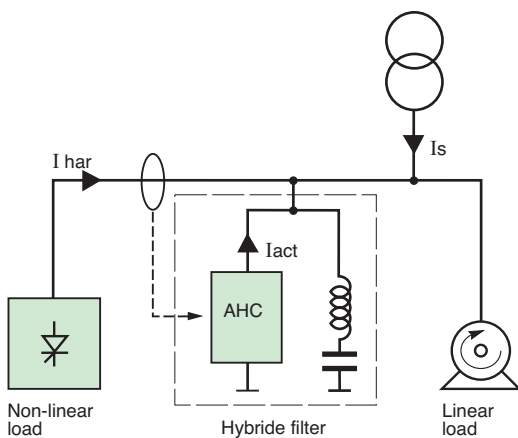 Is
I har
Iact
AHC
Non-linear
load
Hybride filter
Linear
load